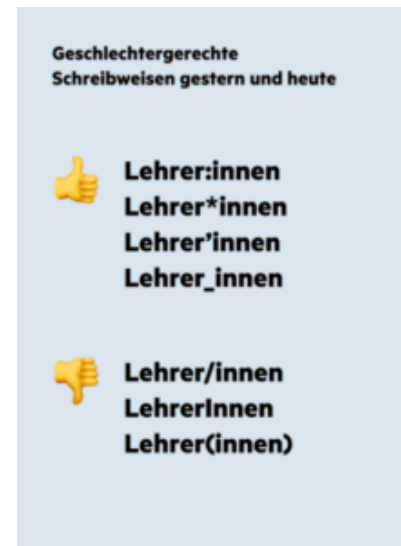 Geschlechtergerechte
Schreibweisen gestern und heute
Lehrer:innen
Lehrer*innen
Lehrer’innen
Lehrer_innen
Lehrer/innen
LehrerInnen
Lehrer(innen)